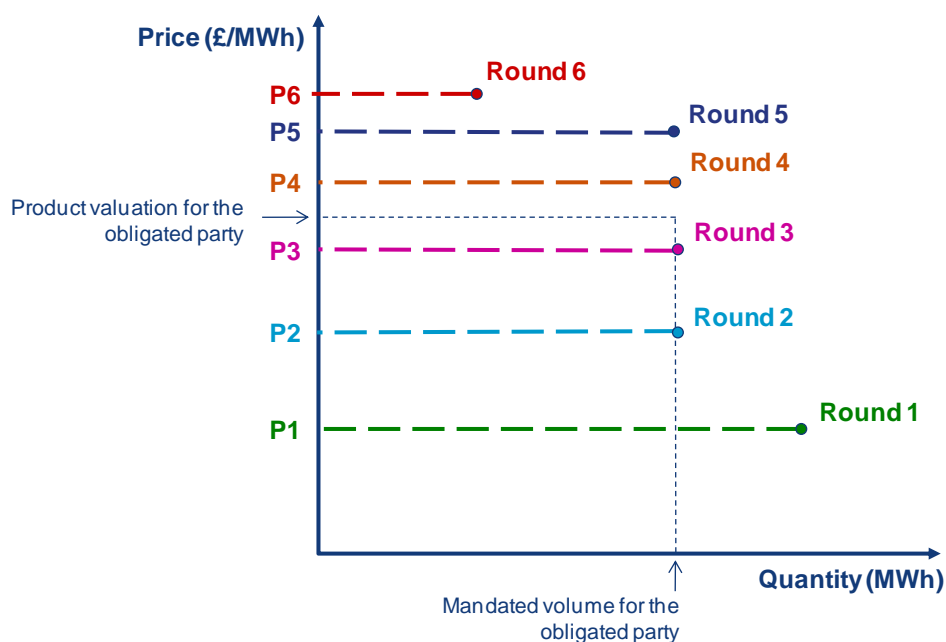 Price (£/MWh)
Round 6
P6
Round 5
P5
Round 4
P4
Product valuation for the
obligated party
Round 3
P3
Round 2
P2
Round 1
P1
Quantity (MWh)
Mandated volume for the
obligated party